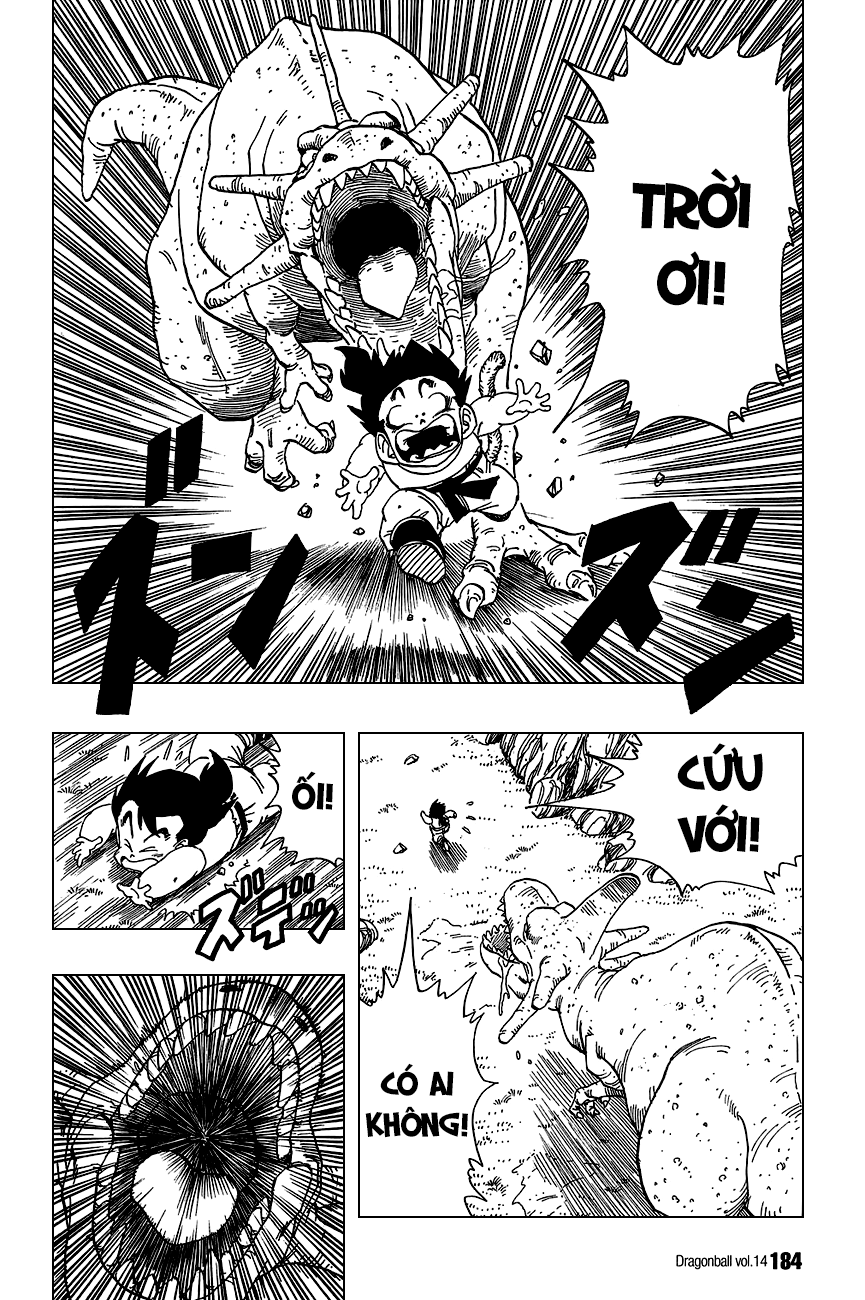 TRỜI
ƠI!
ズン
ズン
CỨU
VỚI!
CÓ AI
KHÔNG!
ỐI!
ズデッ
Dragonball vol.14 184